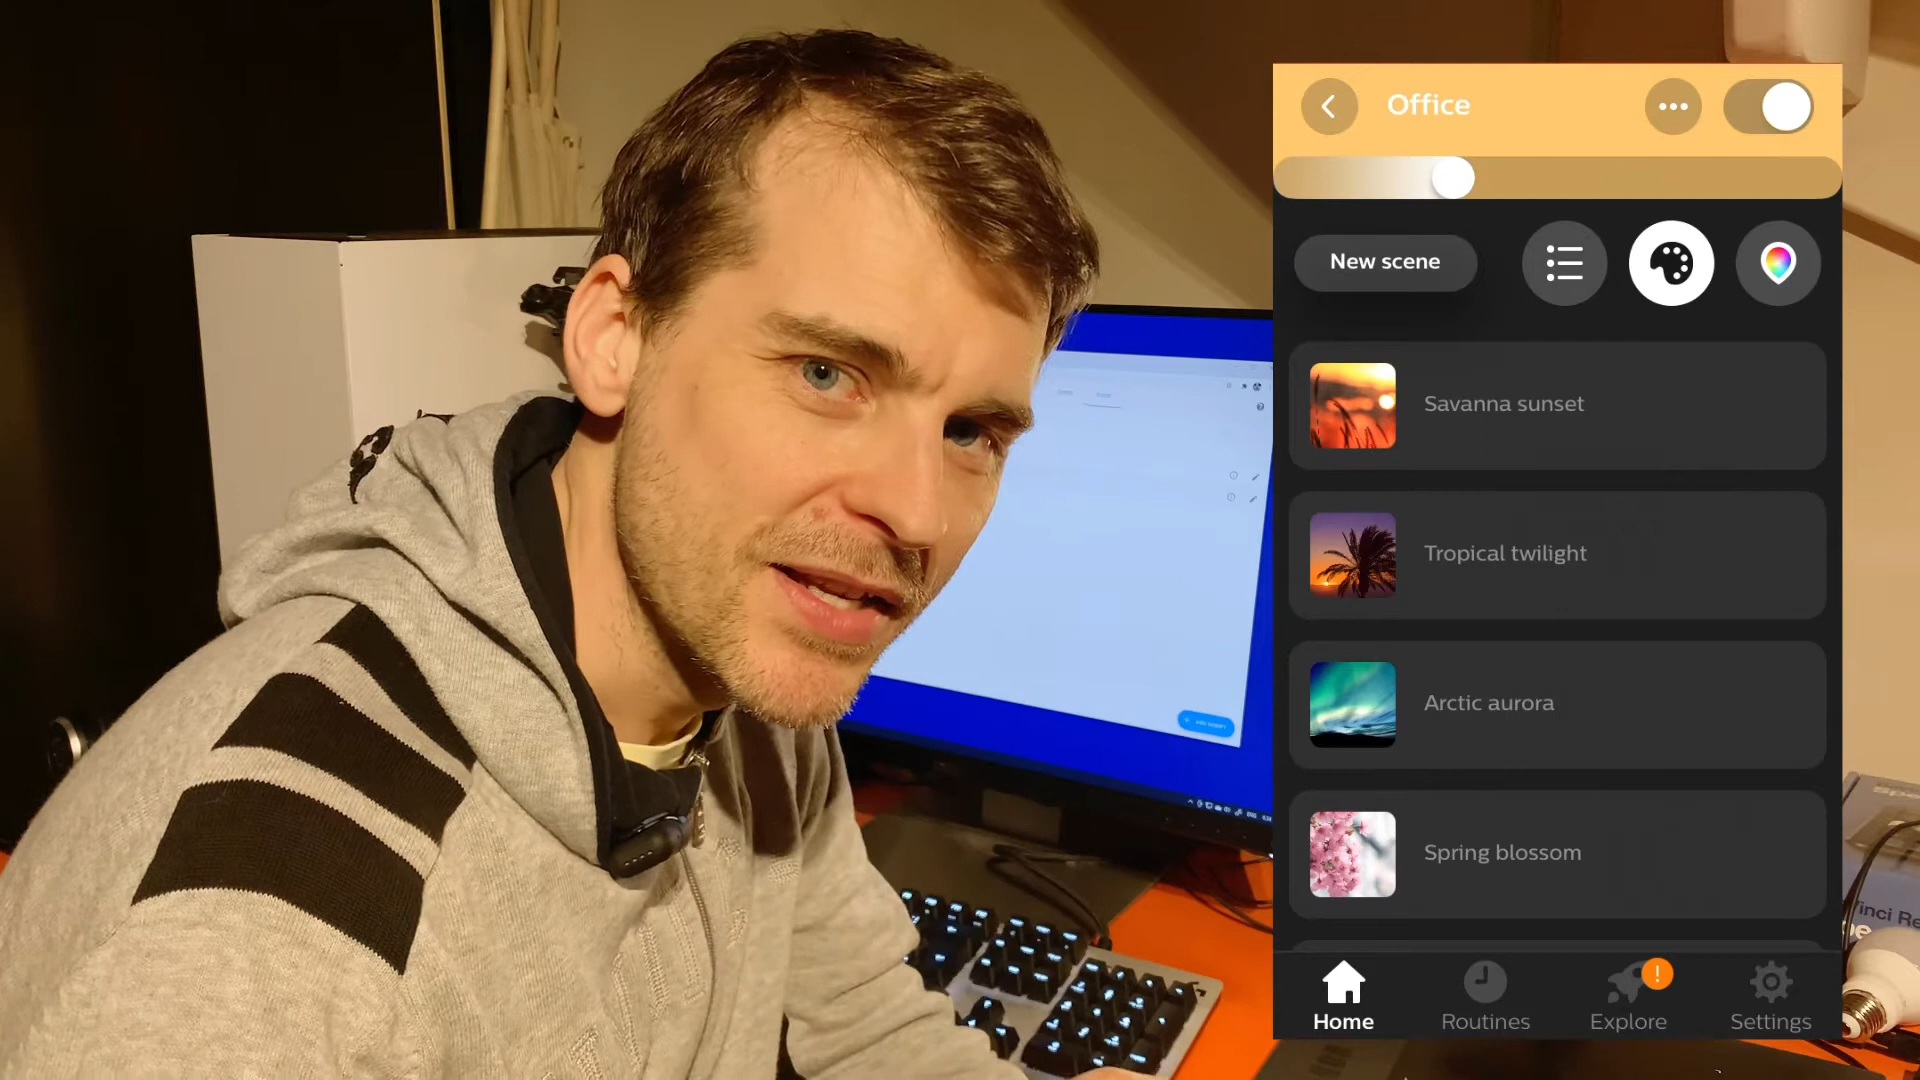 Office
New scene
Savanna sunset
Tropical twilight
Arctic aurora
Spring blossom
!
Home
Routines
Explore
Settings